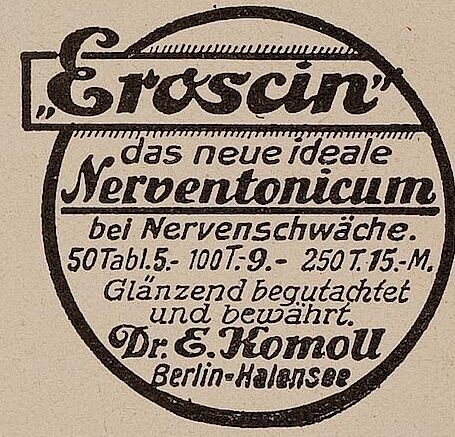 „Eroscin"
das neue ideale
Nerventonicum
bei Nervenschwäche.
50 Tabl. 5.- 100 T.- 9.- 250 T. 15.- M.
Glänzend begutachtet
und bewährt.
Dr. E. Komoll
Berlin-Halensee